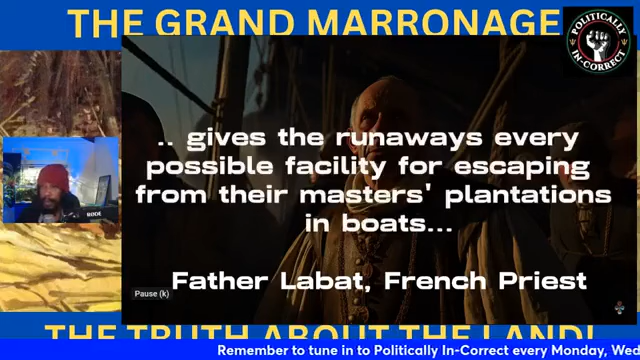 THE GRAND MARRONAGE
POLITICALLY
IN-CORRECT
.. gives the runaways every
possible facility for escaping
from their masters' plantations
in boats...
Father Labat, French Priest
RODE
Pause (k)
THE TRUTH ABOUT THE LAND!
Remember to tune in to Politically In-Correct every Monday, Wed